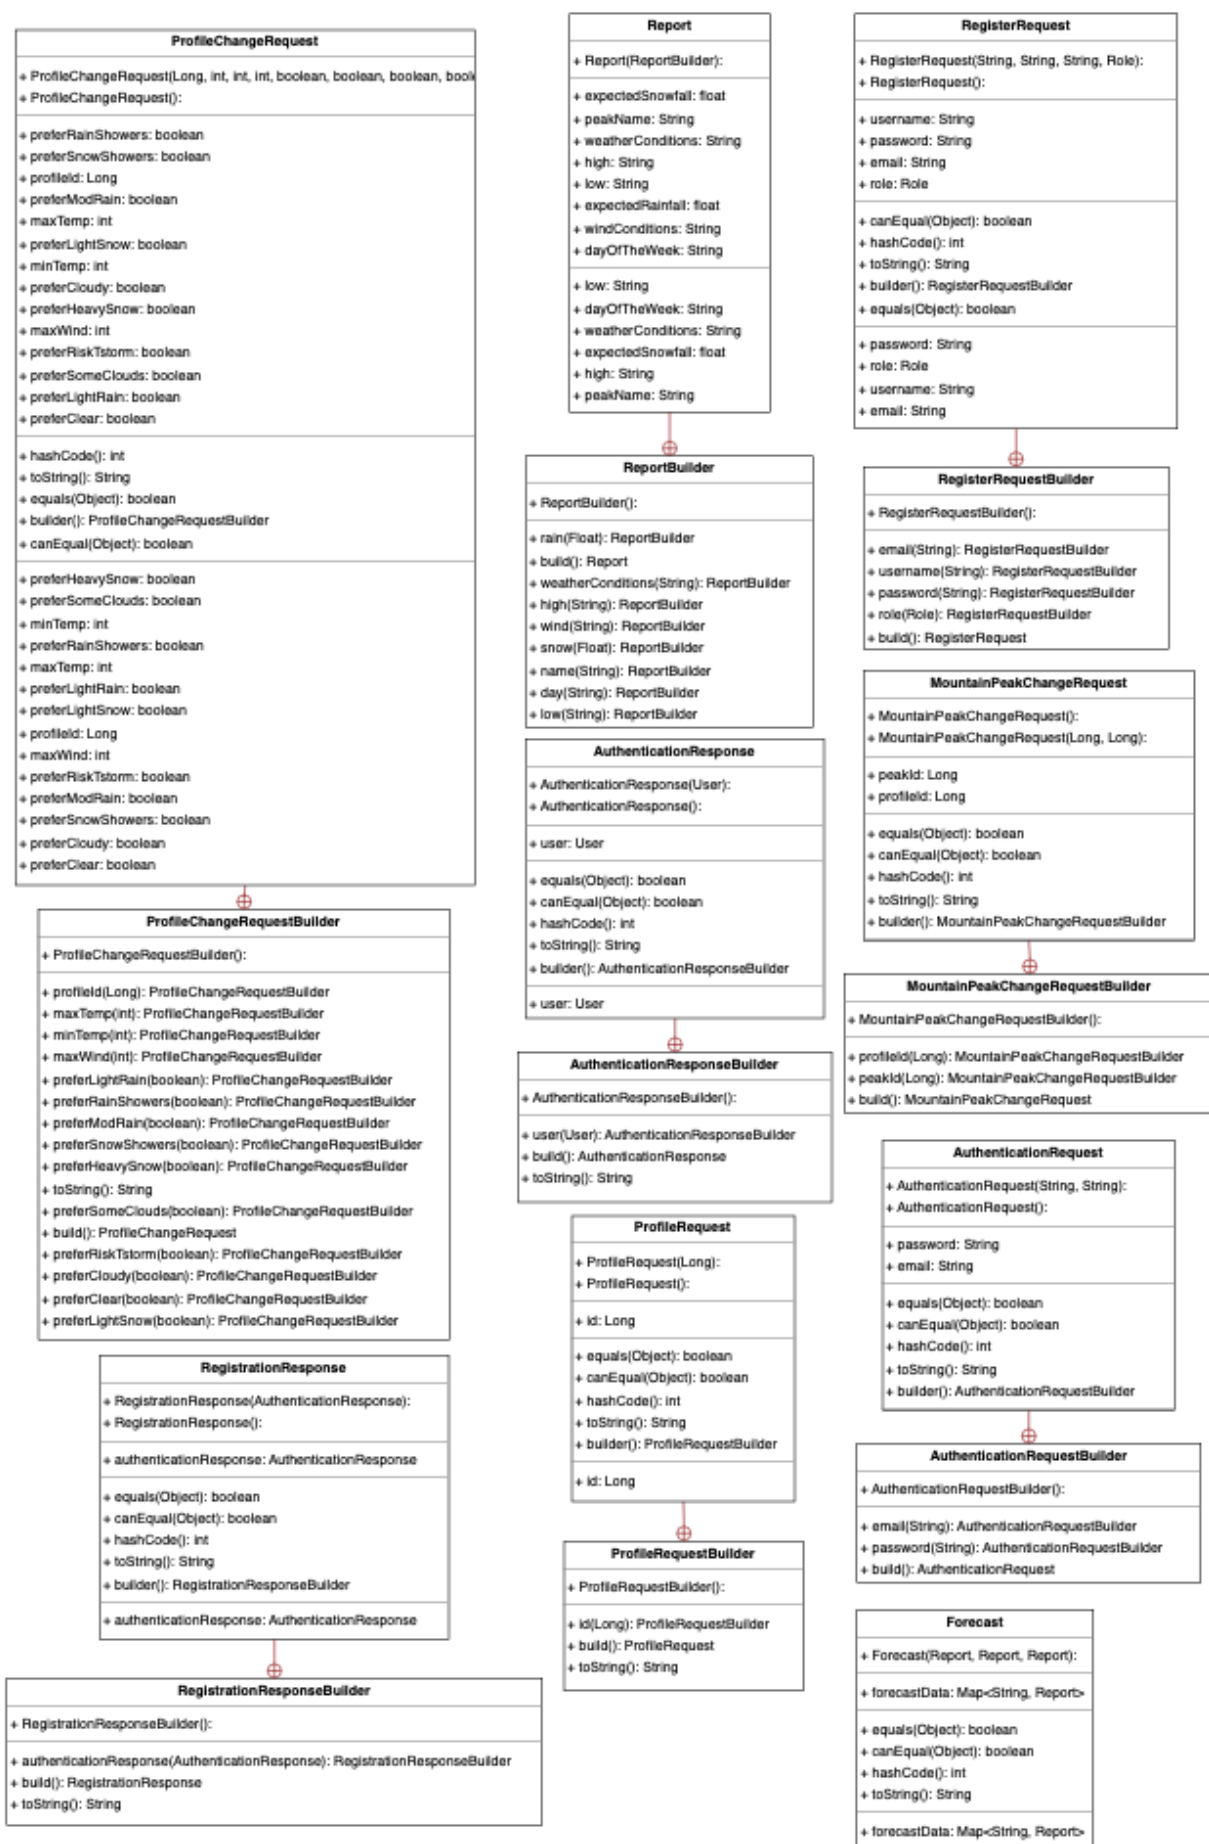 ProfileChangeRequest
+ ProfileChangeRequest(Long, int, int, int, boolean, boolean, boolean, bool
+ ProfileChangeRequest():
+ preferRainShowers: boolean
+ preferSnowShowers: boolean
+ profileId: Long
+ preferModRain: boolean
+ maxTemp: int
+ preferLightSnow: boolean
+ minTemp: int
+ preferCloudy: boolean
+ preferHeavySnow: boolean
+ maxWind: int
+ preferRiskTstorm: boolean
+ preferSomeClouds: boolean
+ preferLightRain: boolean
+ preferClear: boolean
+ hashCode(): int
+ toString(): String
+ equals(Object): boolean
+ builder(): ProfileChangeRequestBuilder
+ canEqual(Object): boolean
+ preferHeavySnow: boolean
+ preferSomeClouds: boolean
+ minTemp: int
+ preferRainShowers: boolean
+ maxTemp: int
+ preferLightRain: boolean
+ preferLightSnow: boolean
+ profileId: Long
+ maxWind: int
+ preferRiskTstorm: boolean
+ preferModRain: boolean
+ preferSnowShowers: boolean
+ preferCloudy: boolean
+ preferClear: boolean
ProfileChangeRequestBuilder
+ ProfileChangeRequestBuilder():
+ profileId(Long): ProfileChangeRequestBuilder
+ maxTemp(int): ProfileChangeRequestBuilder
+ minTemp(int): ProfileChangeRequestBuilder
+ maxWind(int): ProfileChangeRequestBuilder
+ preferLightRain(boolean): ProfileChangeRequestBuilder
+ preferRainShowers(boolean): ProfileChangeRequestBuilder
+ preferModRain(boolean): ProfileChangeRequestBuilder
+ preferSnowShowers(boolean): ProfileChangeRequestBuilder
+ preferHeavySnow(boolean): ProfileChangeRequestBuilder
+ toString(): String
+ preferSomeClouds(boolean): ProfileChangeRequestBuilder
+ build(): ProfileChangeRequest
+ preferRiskTstorm(boolean): ProfileChangeRequestBuilder
+ preferCloudy(boolean): ProfileChangeRequestBuilder
+ preferClear(boolean): ProfileChangeRequestBuilder
+ preferLightSnow(boolean): ProfileChangeRequestBuilder
RegistrationResponse
+ RegistrationResponse(AuthenticationResponse):
+ RegistrationResponse():
+ authenticationResponse: AuthenticationResponse
+ equals(Object): boolean
+ canEqual(Object): boolean
+ hashCode(): int
+ toString(): String
+ builder(): RegistrationResponseBuilder
+ authenticationResponse: AuthenticationResponse
RegistrationResponseBuilder
+ RegistrationResponseBuilder():
+ authenticationResponse(AuthenticationResponse): RegistrationResponseBuilder
+ build(): RegistrationResponse
+ toString(): String
Report
+ Report(ReportBuilder):
+ expectedSnowfall: float
+ peakName: String
+ weatherConditions: String
+ high: String
+ low: String
+ expectedRainfall: float
+ windConditions: String
+ dayOfTheWeek: String
+ low: String
+ dayOfTheWeek: String
+ weatherConditions: String
+ expectedSnowfall: float
+ high: String
+ peakName: String
ReportBuilder
+ ReportBuilder():
+ rain(Float): ReportBuilder
+ build(): Report
+ weatherConditions(String): ReportBuilder
+ high(String): ReportBuilder
+ wind(String): ReportBuilder
+ snow(Float): ReportBuilder
+ name(String): ReportBuilder
+ day(String): ReportBuilder
+ low(String): ReportBuilder
AuthenticationResponse
+ AuthenticationResponse(User):
+ AuthenticationResponse():
+ user: User
+ equals(Object): boolean
+ canEqual(Object): boolean
+ hashCode(): int
+ toString(): String
+ builder(): AuthenticationResponseBuilder
+ user: User
AuthenticationResponseBuilder
+ AuthenticationResponseBuilder():
+ user(User): AuthenticationResponseBuilder
+ build(): AuthenticationResponse
+ toString(): String
ProfileRequest
+ ProfileRequest(Long):
+ ProfileRequest():
+ id: Long
+ equals(Object): boolean
+ canEqual(Object): boolean
+ hashCode(): int
+ toString(): String
+ builder(): ProfileRequestBuilder
+ id: Long
ProfileRequestBuilder
+ ProfileRequestBuilder():
+ id(Long): ProfileRequestBuilder
+ build(): ProfileRequest
+ toString(): String
RegisterRequest
+ RegisterRequest(String, String, String, Role):
+ RegisterRequest():
+ username: String
+ password: String
+ email: String
+ role: Role
+ canEqual(Object): boolean
+ hashCode(): int
+ toString(): String
+ builder(): RegisterRequestBuilder
+ equals(Object): boolean
+ password: String
+ role: Role
+ username: String
+ email: String
RegisterRequestBuilder
+ RegisterRequestBuilder():
+ email(String): RegisterRequestBuilder
+ username(String): RegisterRequestBuilder
+ password(String): RegisterRequestBuilder
+ role(Role): RegisterRequestBuilder
+ build(): RegisterRequest
MountainPeakChangeRequest
+ MountainPeakChangeRequest():
+ MountainPeakChangeRequest(Long, Long):
+ peakId: Long
+ profileId: Long
+ equals(Object): boolean
+ canEqual(Object): boolean
+ hashCode(): int
+ toString(): String
+ builder(): MountainPeakChangeRequestBuilder
MountainPeakChangeRequestBuilder
+ MountainPeakChangeRequestBuilder():
+ profileId(Long): MountainPeakChangeRequestBuilder
+ peakId(Long): MountainPeakChangeRequestBuilder
+ build(): MountainPeakChangeRequest
AuthenticationRequest
+ AuthenticationRequest(String, String):
+ AuthenticationRequest():
+ password: String
+ email: String
+ equals(Object): boolean
+ canEqual(Object): boolean
+ hashCode(): int
+ toString(): String
+ builder(): AuthenticationRequestBuilder
AuthenticationRequestBuilder
+ AuthenticationRequestBuilder():
+ email(String): AuthenticationRequestBuilder
+ password(String): AuthenticationRequestBuilder
+ build(): AuthenticationRequest
Forecast
+ Forecast(Report, Report, Report):
+ forecastData: Map<String, Report>
+ equals(Object): boolean
+ canEqual(Object): boolean
+ hashCode(): int
+ toString(): String
+ forecastData: Map<String, Report>